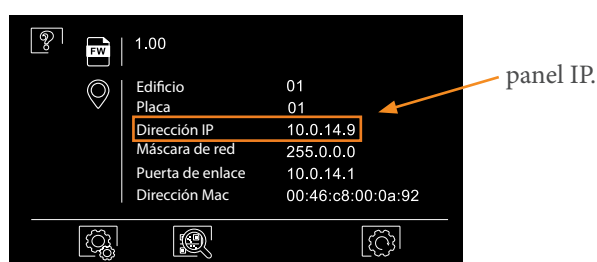 ?
FW 1.00
Edificio 01
Placa 01
Dirección IP 10.0.14.9
panel IP.
Máscara de red 255.0.0.0
Puerta de enlace 10.0.14.1
Dirección Mac 00:46:c8:00:0a:92